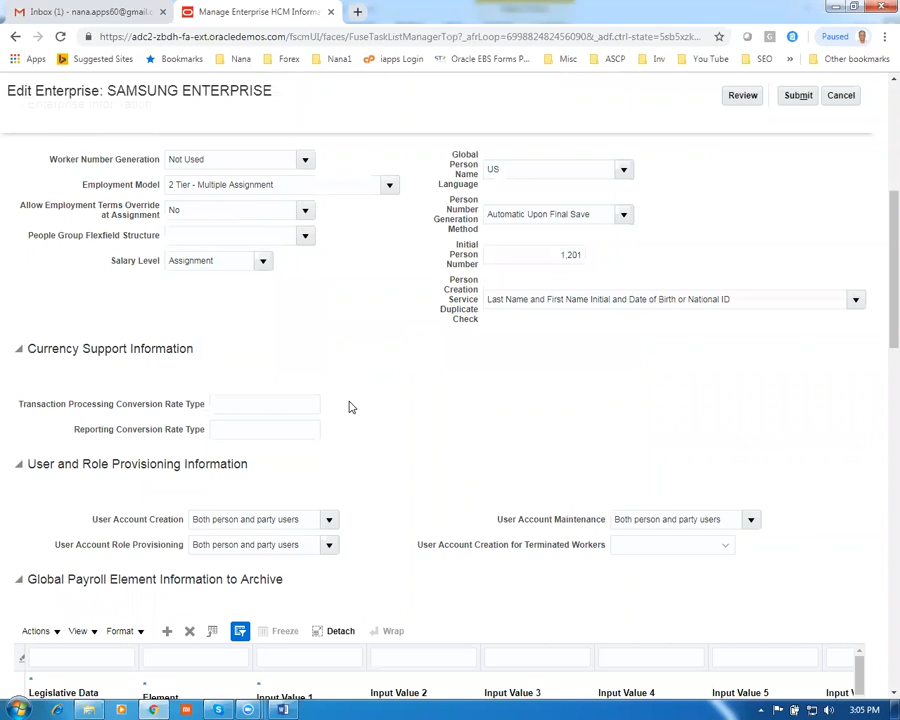 Inbox (1) - nana.apps60@gmail.c
Manage Enterprise HCM Informa
https://adc2-zbdh-fa-ext.oracledemos.com/fscmUI/faces/FuseTaskListManagerTop?_afrLoop=6998824824560908&_adf.ctrl-state=5sb5xzk...
Paused
Apps
Suggested Sites
Bookmarks
Nana
Forex
Nana1
iapps Login
Oracle EBS Forms P...
Misc
ASCP
Inv
You Tube
SEO
»
Other bookmarks
Edit Enterprise: SAMSUNG ENTERPRISE
Review
Submit
Cancel
Enterprise Information
Worker Number Generation Not Used
Employment Model 2 Tier - Multiple Assignment
Allow Employment Terms Override
at Assignment No
People Group Flexfield Structure
Salary Level Assignment
Global
Person
Name
Language US
Person
Number
Generation
Method Automatic Upon Final Save
Initial
Person
Number 1,201
Person
Creation
Service
Duplicate
Check Last Name and First Name Initial and Date of Birth or National ID
Currency Support Information
Transaction Processing Conversion Rate Type
Reporting Conversion Rate Type
User and Role Provisioning Information
User Account Creation Both person and party users
User Account Maintenance Both person and party users
User Account Role Provisioning Both person and party users
User Account Creation for Terminated Workers
Global Payroll Element Information to Archive
Actions View Format Freeze Detach Wrap
Legislative Data Element Input Value 1 Input Value 2 Input Value 3 Input Value 4 Input Value 5
3:05 PM